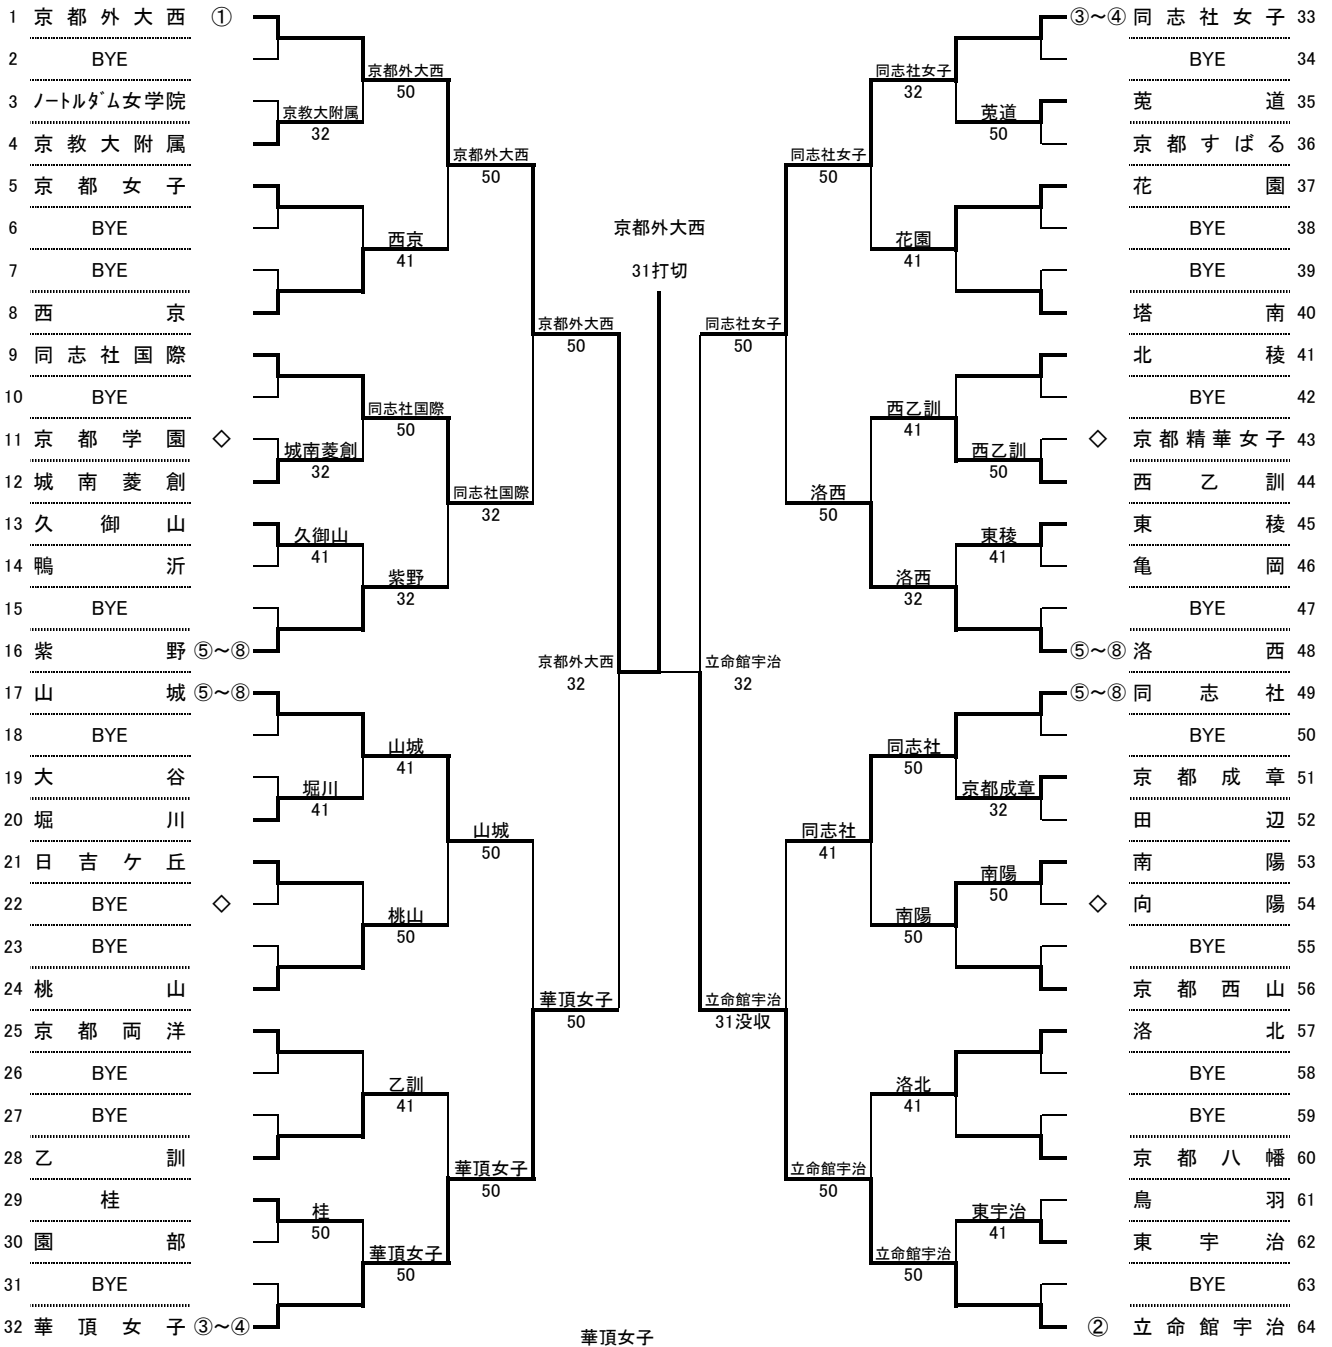 1 京都外大西 ①
2 BYE
3 ノートルダム女学院
4 京教大附属
5 京都女子
6 BYE
7 BYE
8 西京
9 同志社国際
10 BYE
11 京都学園 ◇
12 城南菱創
13 久御山
14 鴨沂
15 BYE
16 紫野 ⑤～⑧
17 山城 ⑤～⑧
18 BYE
19 大谷
20 堀川
21 日吉ケ丘
22 BYE ◇
23 BYE
24 桃山
25 京都両洋
26 BYE
27 BYE
28 乙訓
29 桂
30 園部
31 BYE
32 華頂女子 ③～④
京教大附属
32
城南菱創
32
久御山
41
堀川
41
桂
50
京都外大西
50
西京
41
同志社国際
50
紫野
32
山城
41
桃山
50
乙訓
41
華頂女子
50
京都外大西
50
同志社国際
32
山城
50
華頂女子
50
京都外大西
50
華頂女子
50
京都外大西
32
京都外大西
31打切
華頂女子
立命館宇治
32
同志社女子
50
立命館宇治
31没収
同志社女子
50
洛西
50
同志社
41
立命館宇治
50
同志社女子
32
花園
41
西乙訓
41
洛西
32
同志社
50
南陽
50
洛北
41
立命館宇治
50
莵道
50
西乙訓
50
東稜
41
京都成章
32
南陽
50
東宇治
41
③～④ 同志社女子 33
BYE 34
莵道 35
京都すばる 36
花園 37
BYE 38
BYE 39
塔南 40
北稜 41
BYE 42
◇ 京都精華女子 43
西乙訓 44
東稜 45
亀岡 46
BYE 47
⑤～⑧ 洛西 48
⑤～⑧ 同志社 49
BYE 50
京都成章 51
田辺 52
南陽 53
◇ 向陽 54
BYE 55
京都西山 56
洛北 57
BYE 58
BYE 59
京都八幡 60
鳥羽 61
東宇治 62
BYE 63
② 立命館宇治 64